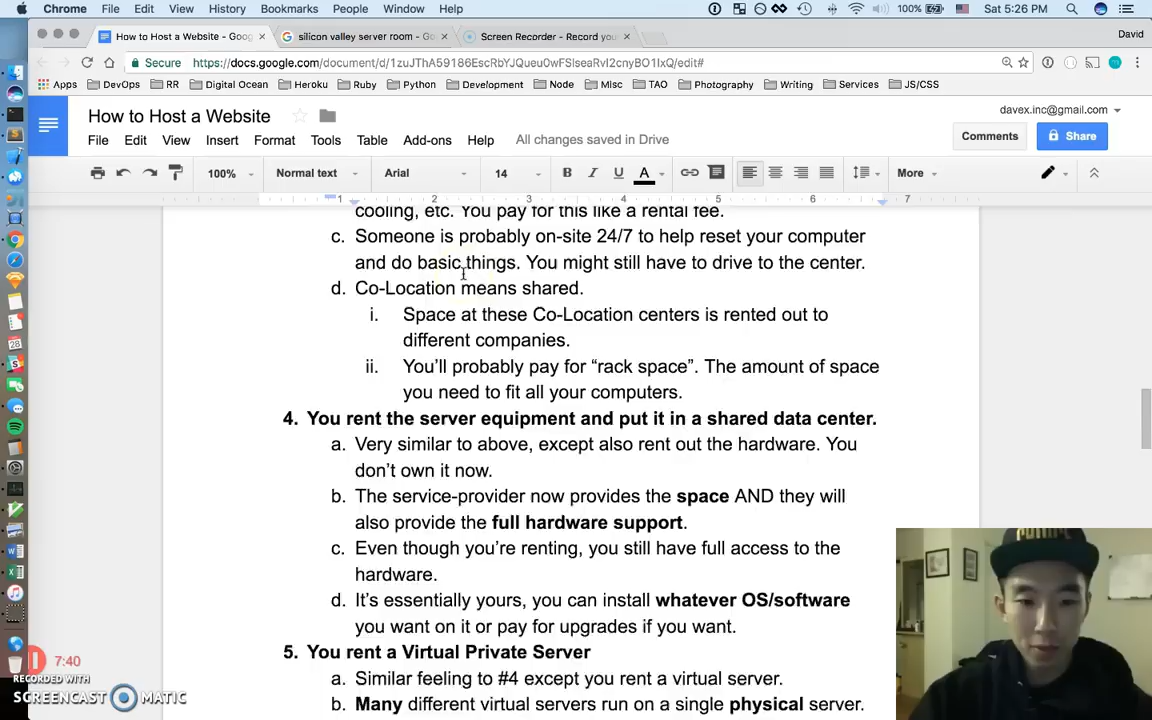 Chrome File Edit View History Bookmarks People Window Help 100% Sat 5:26 PM
How to Host a Website - Goog silicon valley server room - Go Screen Recorder - Record you David
Secure https://docs.google.com/document/d/1zuJThA59186EscRbYJQueu0wFSlseaRvI2cnyBO1IxQ/edit#
Apps DevOps RR Digital Ocean Heroku Ruby Python Development Node Misc TAO Photography Writing Services JS/CSS
How to Host a Website davex.inc@gmail.com
File Edit View Insert Format Tools Table Add-ons Help All changes saved in Drive Comments Share
100% Normal text Arial 14 B I U A More
1 1 2 3 4 5 6 7
cooling, etc. You pay for this like a rental fee.
c. Someone is probably on-site 24/7 to help reset your computer
and do basic things. You might still have to drive to the center.
d. Co-Location means shared.
i. Space at these Co-Location centers is rented out to
different companies.
ii. You'll probably pay for “rack space”. The amount of space
you need to fit all your computers.
4. You rent the server equipment and put it in a shared data center.
a. Very similar to above, except also rent out the hardware. You
don't own it now.
b. The service-provider now provides the space AND they will
also provide the full hardware support.
c. Even though you're renting, you still have full access to the
hardware.
d. It's essentially yours, you can install whatever OS/software
you want on it or pay for upgrades if you want.
5. You rent a Virtual Private Server
a. Similar feeling to #4 except you rent a virtual server.
b. Many different virtual servers run on a single physical server.
7:40
RECORDED WITH
SCREENCAST MATIC